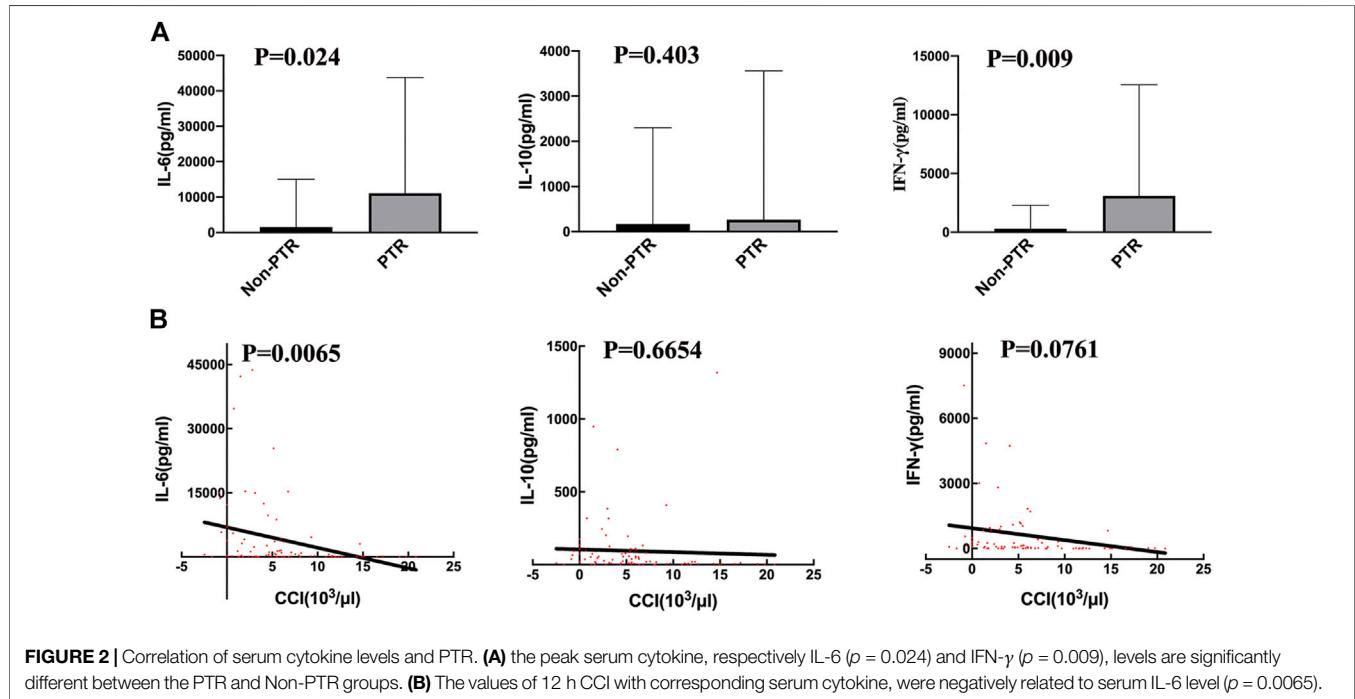 A
P=0.024
IL-6(pg/ml)
50000
40000
30000
20000
10000
0
Non-PTR
PTR
P=0.403
IL-10(pg/ml)
4000
3000
2000
1000
0
Non-PTR
PTR
P=0.009
IFN-γ(pg/ml)
15000
10000
5000
0
Non-PTR
PTR
B
P=0.0065
IL-6(pg/ml)
45000
30000
15000
-5 5 10 15 20 25
CCI(10³/µl)
P=0.6654
IL-10(pg/ml)
1500
1000
500
-5 0 5 10 15 20 25
CCI(10³/µl)
P=0.0761
IFN-γ(pg/ml)
9000
6000
3000
0
-5 0 5 10 15 20 25
CCI(10³/µl)
FIGURE 2 | Correlation of serum cytokine levels and PTR. (A) the peak serum cytokine, respectively IL-6 (p = 0.024) and IFN-γ (p = 0.009), levels are significantly
different between the PTR and Non-PTR groups. (B) The values of 12 h CCI with corresponding serum cytokine, were negatively related to serum IL-6 level (p = 0.0065).